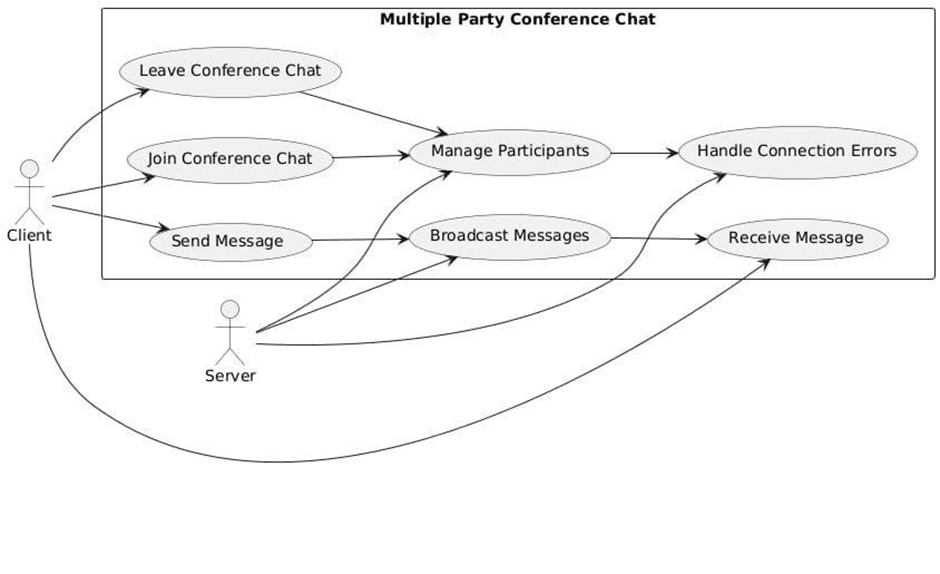 Multiple Party Conference Chat
Leave Conference Chat
Join Conference Chat
Manage Participants
Handle Connection Errors
Client
Send Message
Broadcast Messages
Receive Message
Server